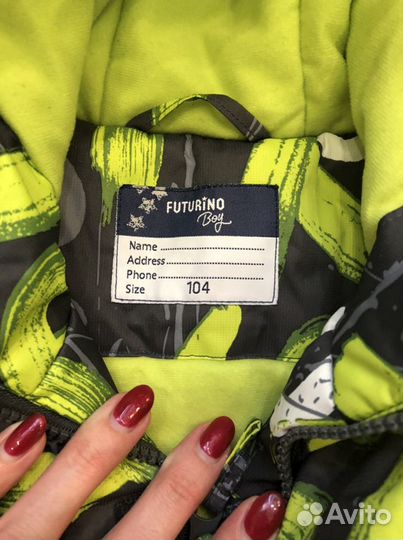 FUTURiNO
Boy
Name
Address
Phone
Size 104
Avito